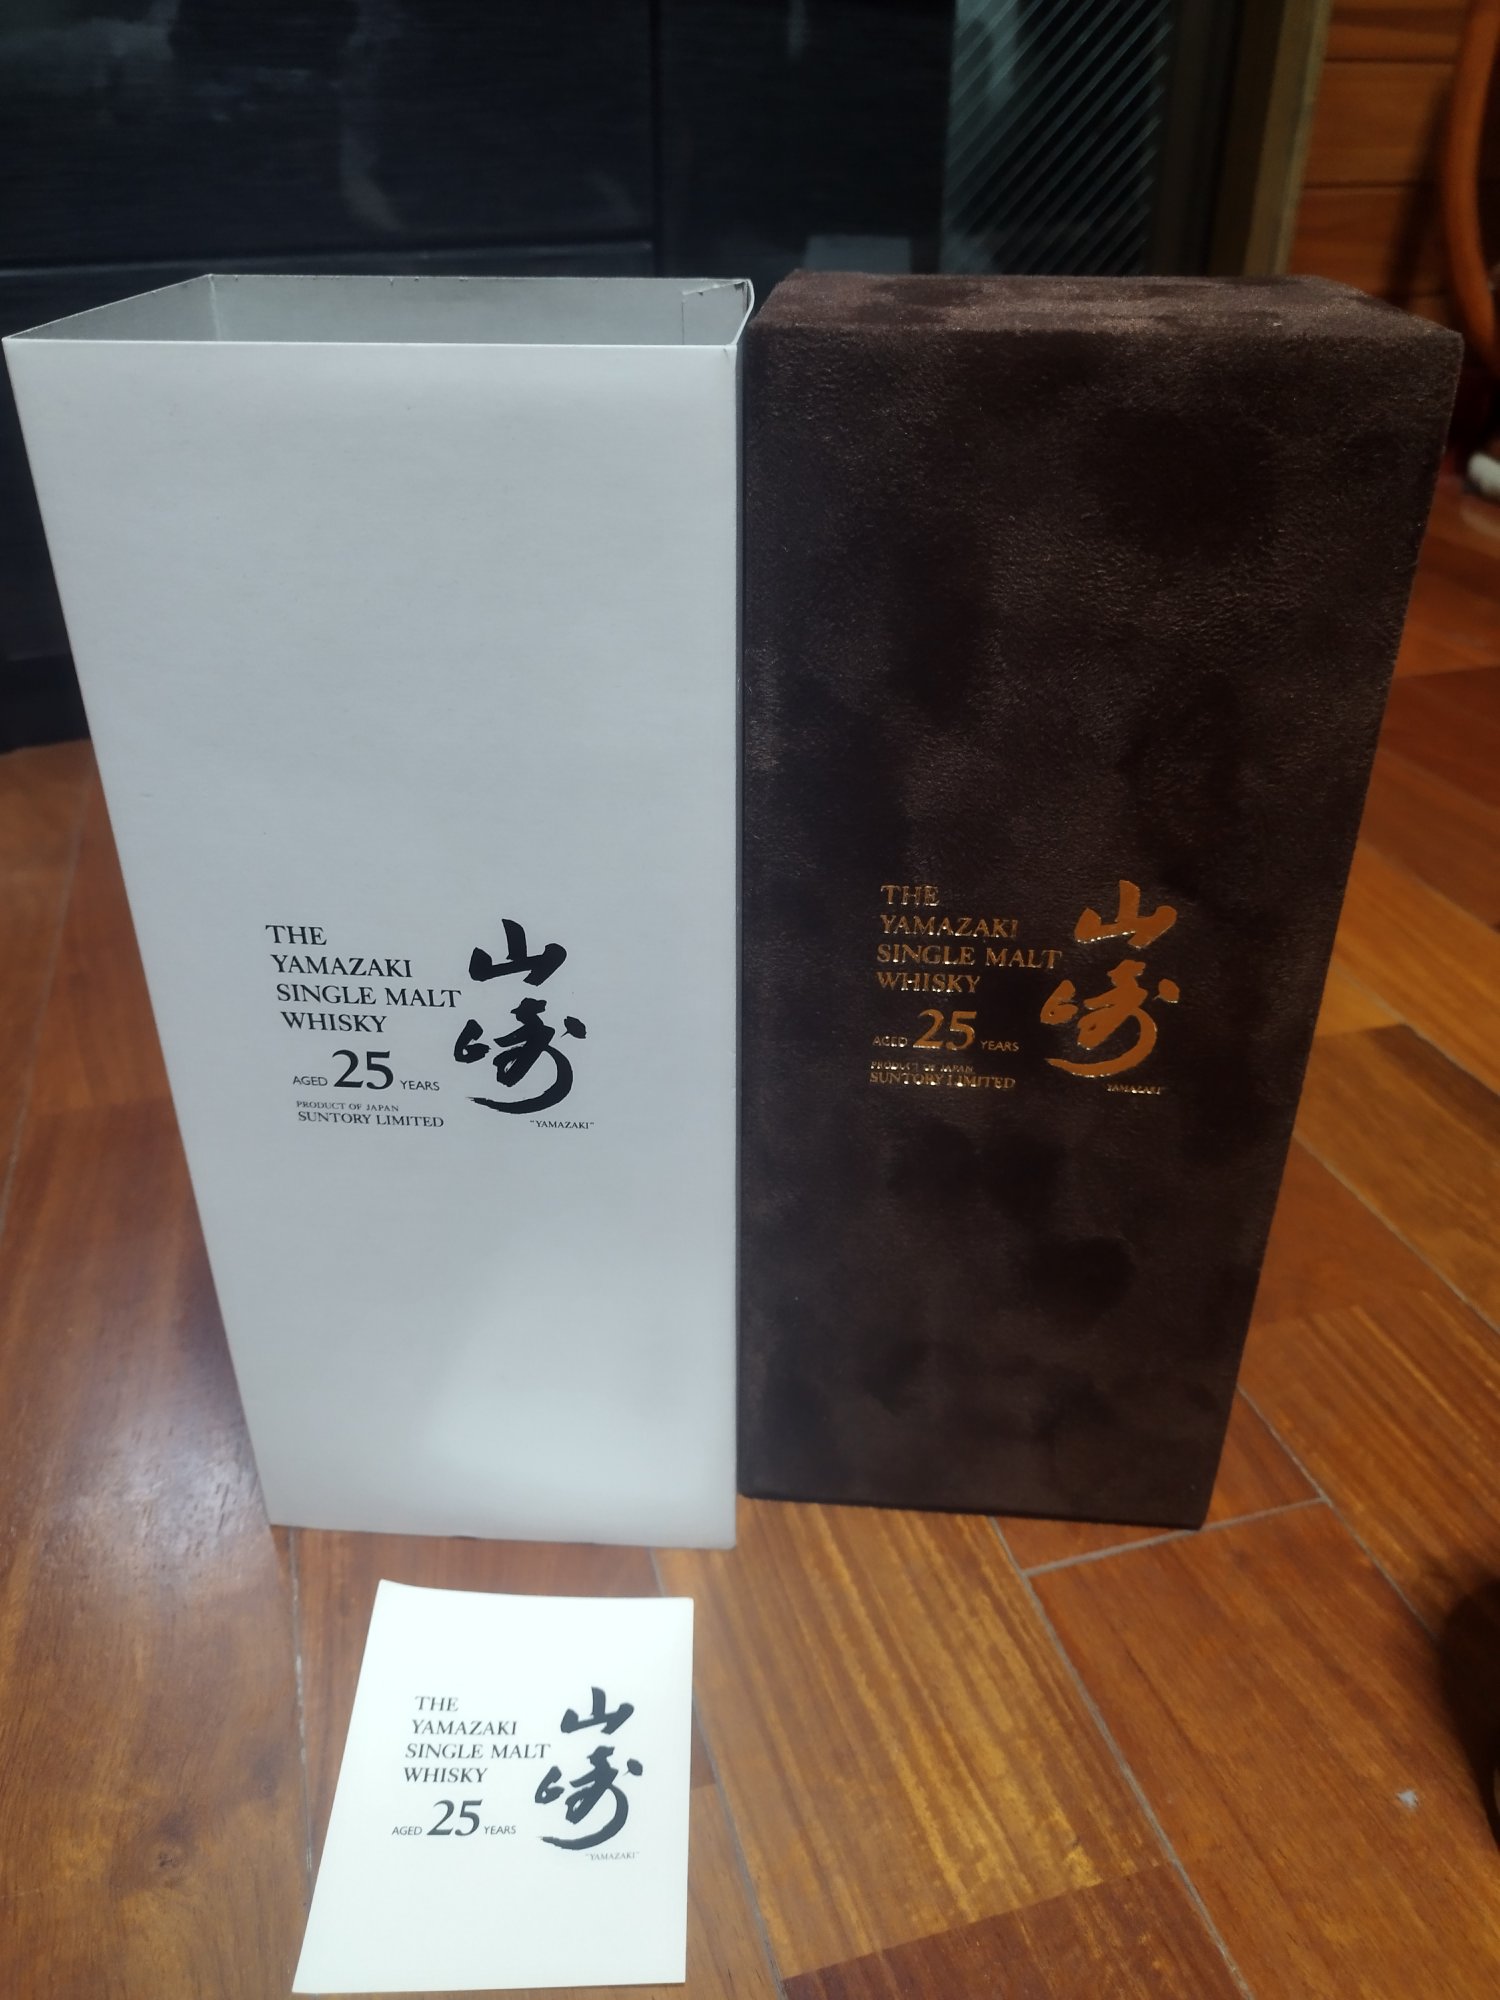 THE
YAMAZAKI
SINGLE MALT
WHISKY
AGED 25 YEARS
PRODUCT OF JAPAN
SUNTORY LIMITED
山崎
"YAMAZAKI"
THE
YAMAZAKI
SINGLE MALT
WHISKY
AGED 25 YEARS
PRODUCT OF JAPAN
SUNTORY LIMITED
山崎
"YAMAZAKI"
THE
YAMAZAKI
SINGLE MALT
WHISKY
AGED 25 YEARS
山崎
"YAMAZAKI"